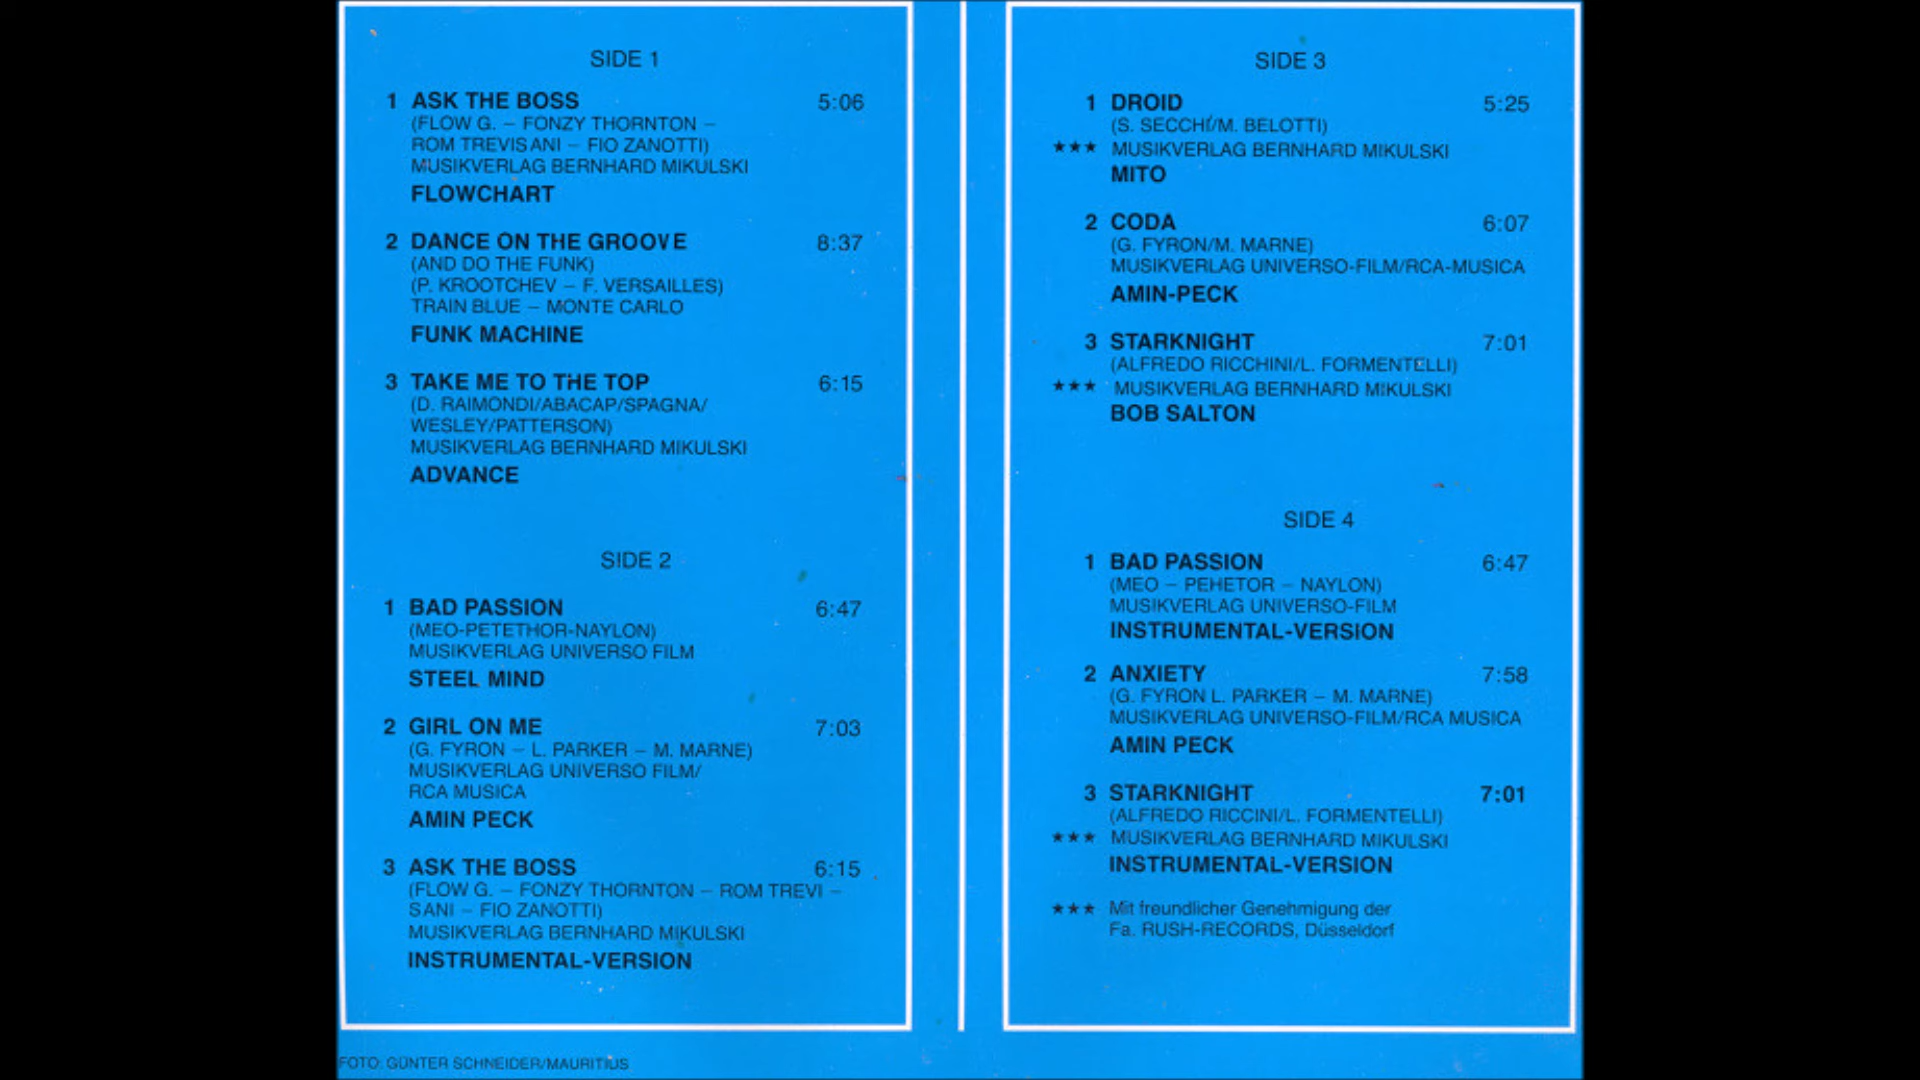 SIDE 1
1 ASK THE BOSS 5:06
(FLOW G. – FONZY THORNTON –
ROM TREVISANI – FIO ZANOTTI)
MUSIKVERLAG BERNHARD MIKULSKI
FLOWCHART
2 DANCE ON THE GROOVE 8:37
(AND DO THE FUNK)
(P. KROOTCHEV – F. VERSAILLES)
TRAIN BLUE – MONTE CARLO
FUNK MACHINE
3 TAKE ME TO THE TOP 6:15
(D. RAIMONDI/ABACAP/SPAGNA/
WESLEY/PATTERSON)
MUSIKVERLAG BERNHARD MIKULSKI
ADVANCE
SIDE 2
1 BAD PASSION 6:47
(MEO-PETETHOR-NAYLON)
MUSIKVERLAG UNIVERSO FILM
STEEL MIND
2 GIRL ON ME 7:03
(G. FYRON – L. PARKER – M. MARNE)
MUSIKVERLAG UNIVERSO FILM/
RCA MUSICA
AMIN PECK
3 ASK THE BOSS 6:15
(FLOW G. – FONZY THORNTON – ROM TREVI –
SANI – FIO ZANOTTI)
MUSIKVERLAG BERNHARD MIKULSKI
INSTRUMENTAL-VERSION
SIDE 3
1 DROID 5:25
(S. SECCHI/M. BELOTTI)
★★★ MUSIKVERLAG BERNHARD MIKULSKI
MITO
2 CODA 6:07
(G. FYRON/M. MARNE)
MUSIKVERLAG UNIVERSO-FILM/RCA-MUSICA
AMIN-PECK
3 STARKNIGHT 7:01
(ALFREDO RICCHINI/L. FORMENTELLI)
★★★ MUSIKVERLAG BERNHARD MIKULSKI
BOB SALTON
SIDE 4
1 BAD PASSION 6:47
(MEO – PEHETOR – NAYLON)
MUSIKVERLAG UNIVERSO-FILM
INSTRUMENTAL-VERSION
2 ANXIETY 7:58
(G. FYRON L. PARKER – M. MARNE)
MUSIKVERLAG UNIVERSO-FILM/RCA MUSICA
AMIN PECK
3 STARKNIGHT 7:01
(ALFREDO RICCINI/L. FORMENTELLI)
★★★ MUSIKVERLAG BERNHARD MIKULSKI
INSTRUMENTAL-VERSION
★★★ Mit freundlicher Genehmigung der
Fa. RUSH-RECORDS, Düsseldorf
FOTO: GÜNTER SCHNEIDER/MAURITIUS